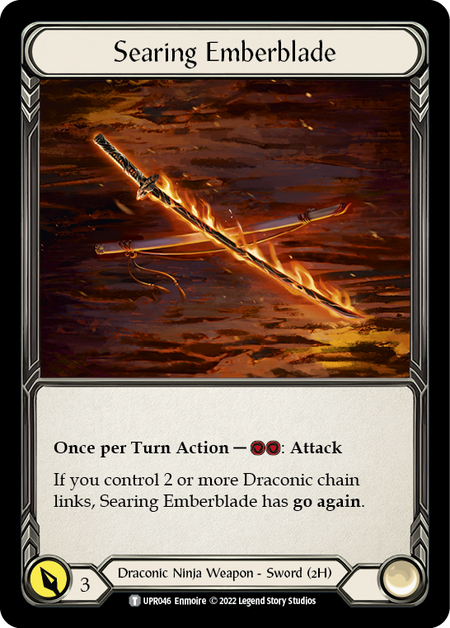 Searing Emberblade
Once per Turn Action — : Attack
If you control 2 or more Draconic chain
links, Searing Emberblade has go again.
3
Draconic Ninja Weapon - Sword (2H)
T UPR046 Enmoire © 2022 Legend Story Studios